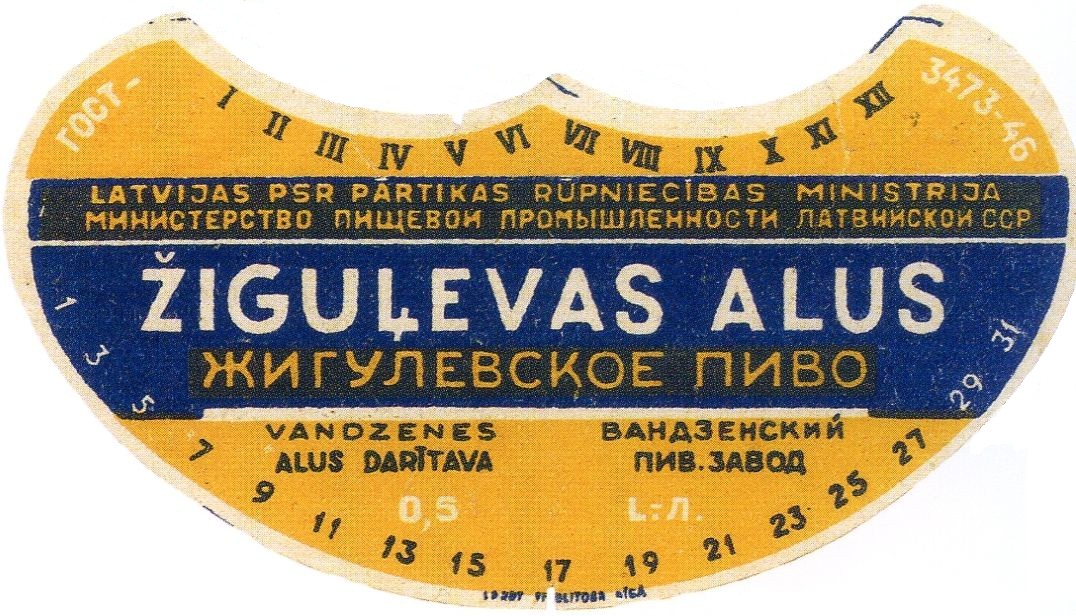 ГОСТ- 3473-46
I II III IV V VI VII VIII IX X XI XII
LATVIJAS PSR PĀRTIKAS RŪPNIECĪBAS MINISTRIJA
МИНИСТЕРСТВО ПИЩЕВОЙ ПРОМЫШЛЕННОСТИ ЛАТВИЙСКОЙ ССР
ŽIGUĻEVAS ALUS
ЖИГУЛЕВСКОЕ ПИВО
VANDZENES
ALUS DARĪTAVA
ВАНДЗЕНСКИЙ
ПИВ. ЗАВОД
0,5 L.-Л.
1 3 5 7 9 11 13 15 17 19 21 23 25 27 29 31